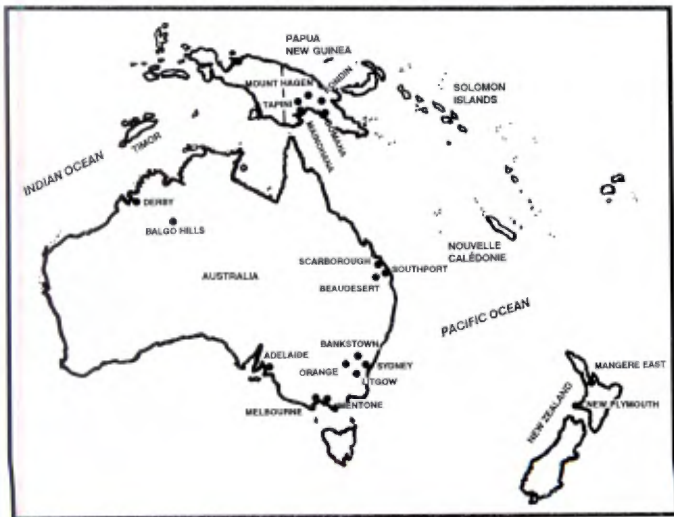 PAPUA
NEW GUINEA
MOUNT HAGEN
TAPINI
SOLOMON
ISLANDS
TIMOR
INDIAN OCEAN
DERBY
BALGO HILLS
NOUVELLE
CALÉDONIE
SCARBOROUGH
SOUTHPORT
AUSTRALIA
BEAUDESERT
PACIFIC OCEAN
BANKSTOWN
ADELAIDE
SYDNEY
ORANGE
LITGOW
MANGERE EAST
NEW ZEALAND
NEW PLYMOUTH
MELBOURNE
MENTONE